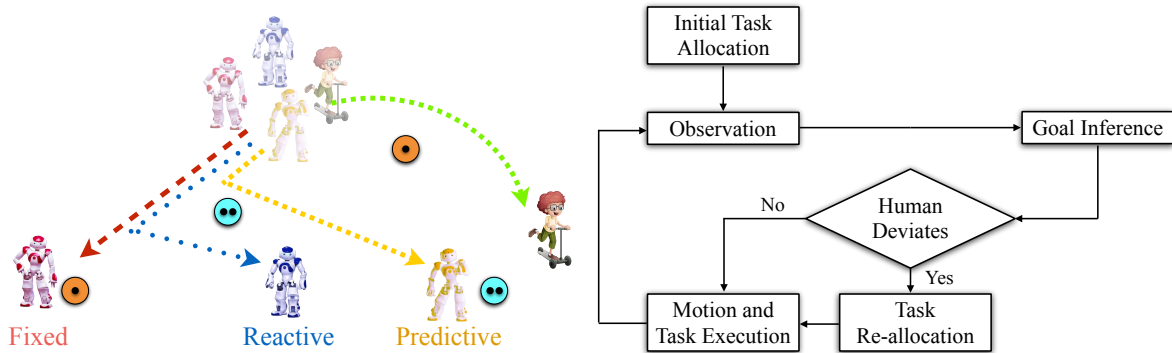 Fixed
Reactive
Predictive
Initial Task
Allocation
Observation
Goal Inference
Human
Deviates
No
Yes
Motion and
Task Execution
Task
Re-allocation